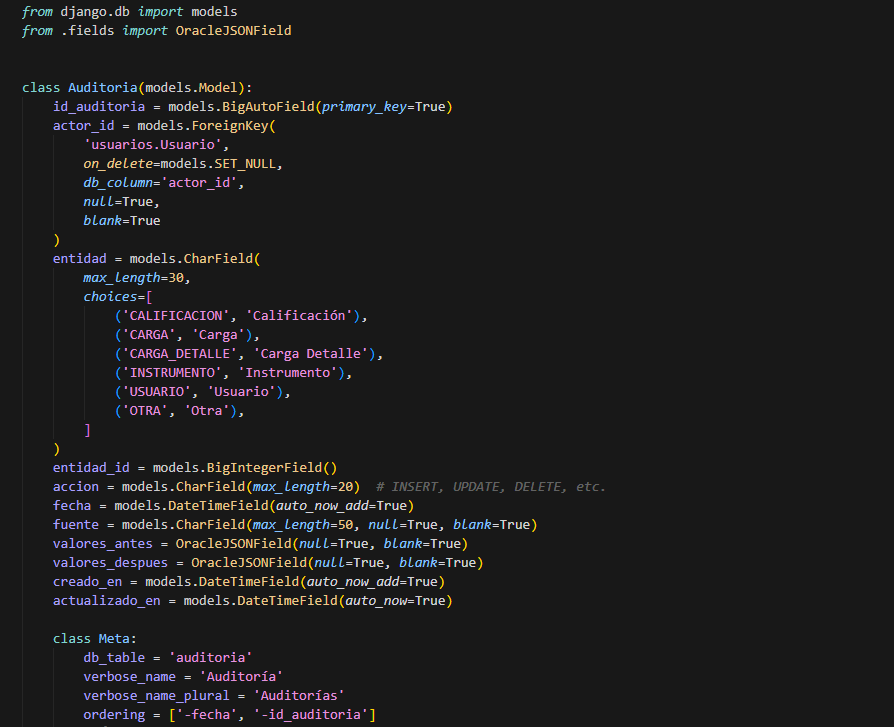 from django.db import models
from .fields import OracleJSONField
class Auditoria(models.Model):
id_auditoria = models.BigAutoField(primary_key=True)
actor_id = models.ForeignKey(
'usuarios.Usuario',
on_delete=models.SET_NULL,
db_column='actor_id',
null=True,
blank=True
)
entidad = models.CharField(
max_length=30,
choices=[
('CALIFICACION', 'Calificación'),
('CARGA', 'Carga'),
('CARGA_DETALLE', 'Carga Detalle'),
('INSTRUMENTO', 'Instrumento'),
('USUARIO', 'Usuario'),
('OTRA', 'Otra'),
]
)
entidad_id = models.BigIntegerField()
accion = models.CharField(max_length=20)  # INSERT, UPDATE, DELETE, etc.
fecha = models.DateTimeField(auto_now_add=True)
fuente = models.CharField(max_length=50, null=True, blank=True)
valores_antes = OracleJSONField(null=True, blank=True)
valores_despues = OracleJSONField(null=True, blank=True)
creado_en = models.DateTimeField(auto_now_add=True)
actualizado_en = models.DateTimeField(auto_now=True)
class Meta:
db_table = 'auditoria'
verbose_name = 'Auditoría'
verbose_name_plural = 'Auditorías'
ordering = ['-fecha', '-id_auditoria']